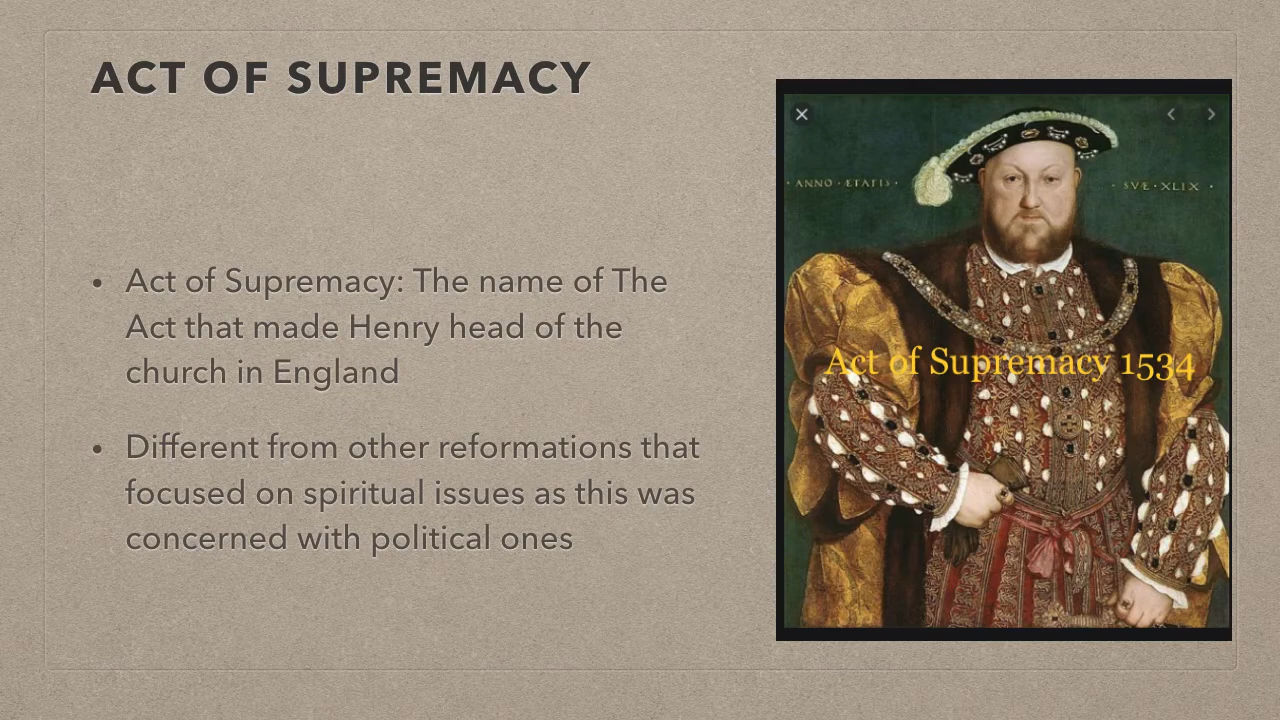 ACT OF SUPREMACY
• Act of Supremacy: The name of The
Act that made Henry head of the
church in England
• Different from other reformations that
focused on spiritual issues as this was
concerned with political ones
· ANNO · ETATIS ·
· SVE · XLIX ·
Act of Supremacy 1534